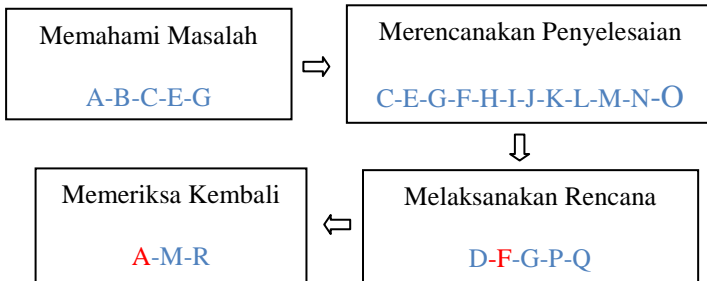 Memahami Masalah
A-B-C-E-G
Merencanakan Penyelesaian
C-E-G-F-H-I-J-K-L-M-N-O
Melaksanakan Rencana
D-F-G-P-Q
Memeriksa Kembali
A-M-R